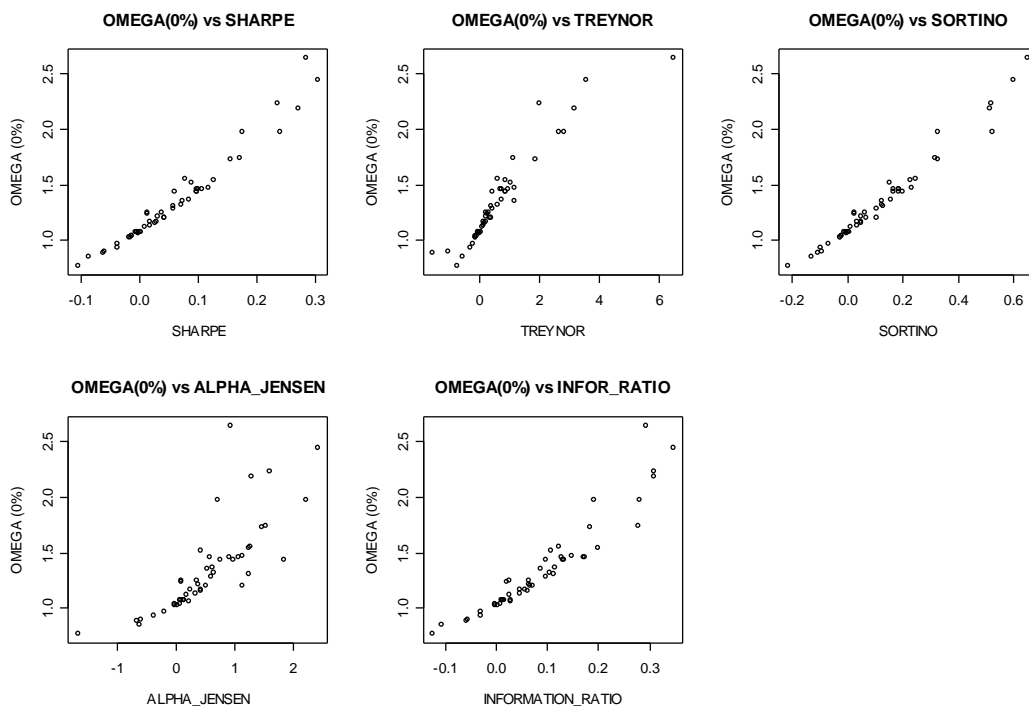 OMEGA(0%) vs SHARPE
OMEGA (0%)
2.5
2.0
1.5
1.0
-0.1 0.0 0.1 0.2 0.3
SHARPE
OMEGA(0%) vs TREYNOR
OMEGA (0%)
2.5
2.0
1.5
1.0
0 2 4 6
TREYNOR
OMEGA(0%) vs SORTINO
OMEGA (0%)
2.5
2.0
1.5
1.0
-0.2 0.0 0.2 0.4 0.6
SORTINO
OMEGA(0%) vs ALPHA_JENSEN
OMEGA (0%)
2.5
2.0
1.5
1.0
-1 0 1 2
ALPHA_JENSEN
OMEGA(0%) vs INFOR_RATIO
OMEGA (0%)
2.5
2.0
1.5
1.0
-0.1 0.0 0.1 0.2 0.3
INFORMATION_RATIO